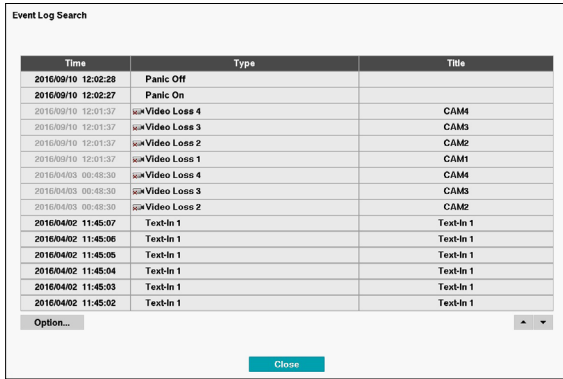 Event Log Search
Time Type Title
2016/09/10 12:02:28 Panic Off
2016/09/10 12:02:27 Panic On
2016/09/10 12:01:37 Video Loss 4 CAM4
2016/09/10 12:01:37 Video Loss 3 CAM3
2016/09/10 12:01:37 Video Loss 2 CAM2
2016/09/10 12:01:37 Video Loss 1 CAM1
2016/04/03 00:48:30 Video Loss 4 CAM4
2016/04/03 00:48:30 Video Loss 3 CAM3
2016/04/03 00:48:30 Video Loss 2 CAM2
2016/04/02 11:45:07 Text-In 1 Text-In 1
2016/04/02 11:45:06 Text-In 1 Text-In 1
2016/04/02 11:45:05 Text-In 1 Text-In 1
2016/04/02 11:45:04 Text-In 1 Text-In 1
2016/04/02 11:45:03 Text-In 1 Text-In 1
2016/04/02 11:45:02 Text-In 1 Text-In 1
Option...
Close